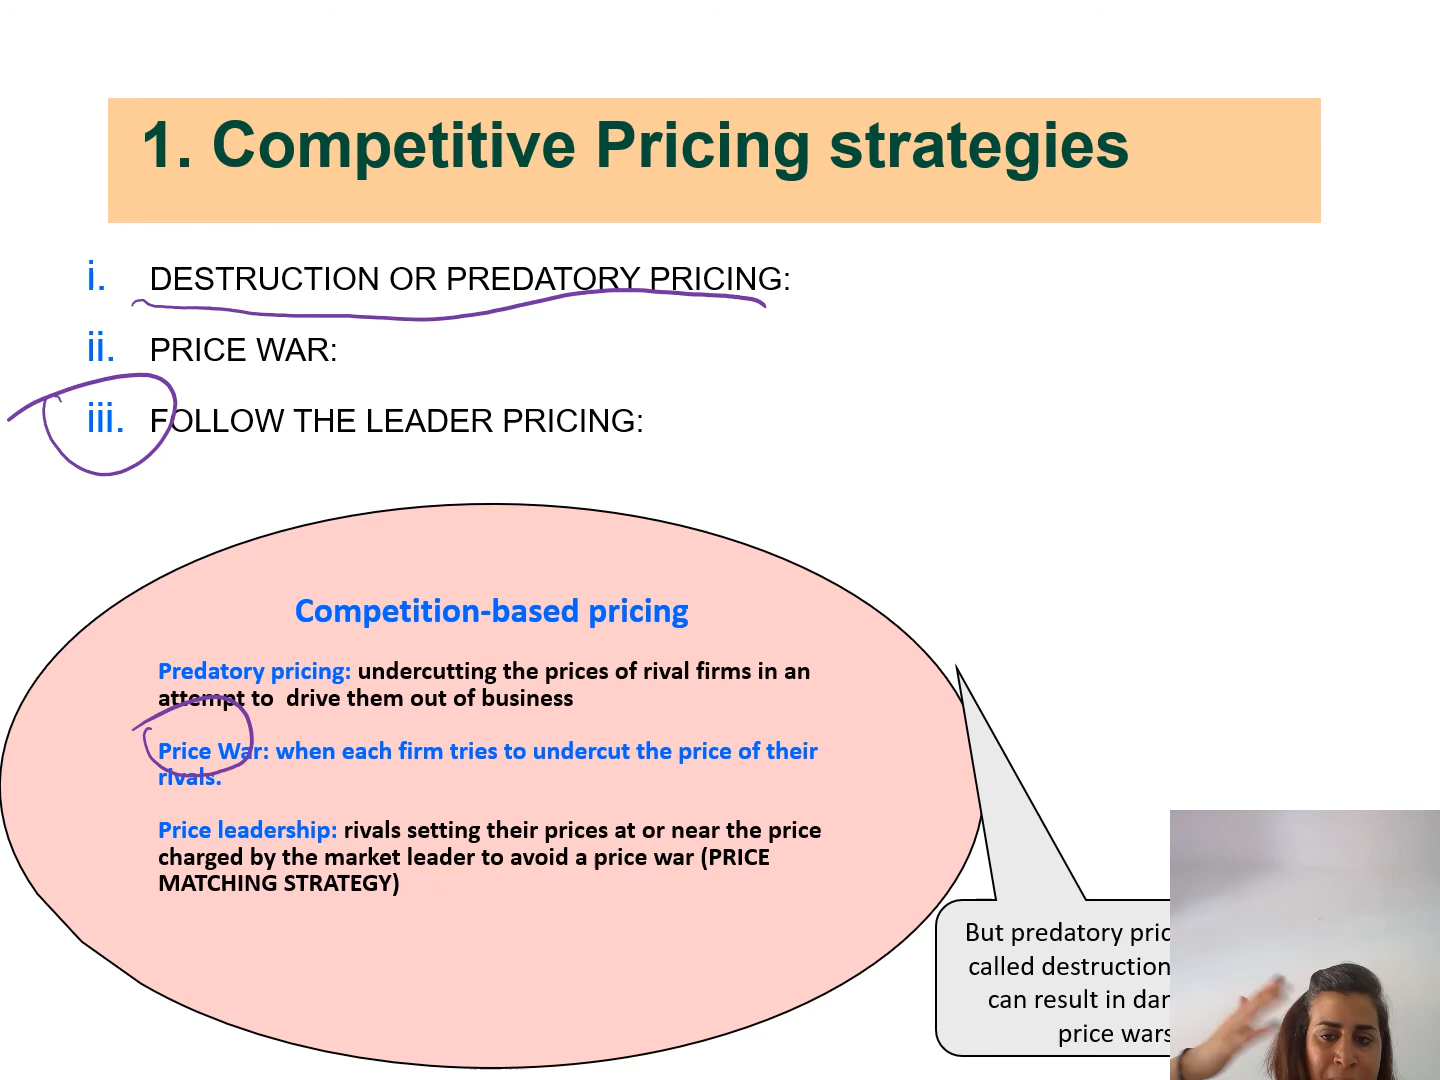 1. Competitive Pricing strategies
i. DESTRUCTION OR PREDATORY PRICING:
ii. PRICE WAR:
iii. FOLLOW THE LEADER PRICING:
Competition-based pricing
Predatory pricing: undercutting the prices of rival firms in an
attempt to drive them out of business
Price War: when each firm tries to undercut the price of their
rivals.
Price leadership: rivals setting their prices at or near the price
charged by the market leader to avoid a price war (PRICE
MATCHING STRATEGY)
But predatory
called destruction
can result in
price wars